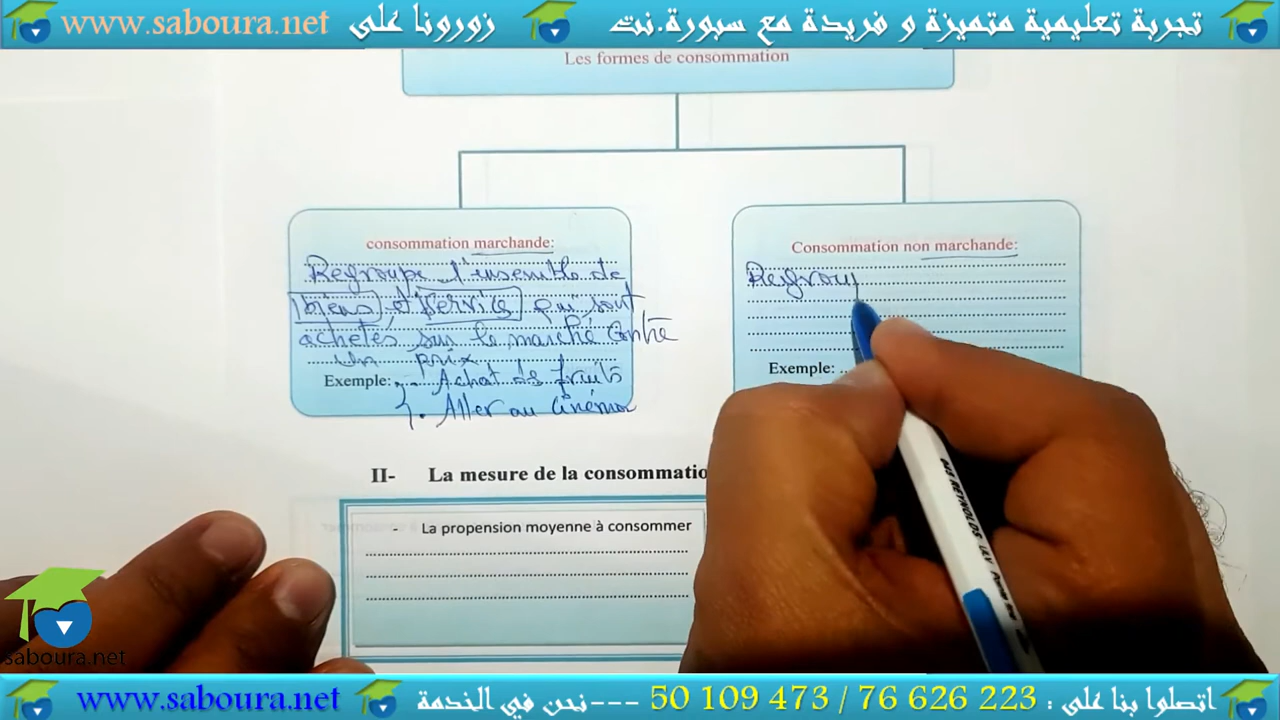 تجربة تعليمية متميزة و فريدة مع سبورة.نت زورونا على www.saboura.net
Les formes de consommation
consommation marchande:
Regroupe l'ensemble de
biens et service qui sont
achetés sur le marché contre
un prix
Exemple: . Achat des fruits
. Aller au cinéma
Consommation non marchande:
Regroup
Exemple: ..
II- La mesure de la consommatio
- La propension moyenne à consommer
REYNOLDS
saboura.net
اتصلوا بنا على : 223 626 76 / 473 109 50 ---نحن في الخدمة www.saboura.net